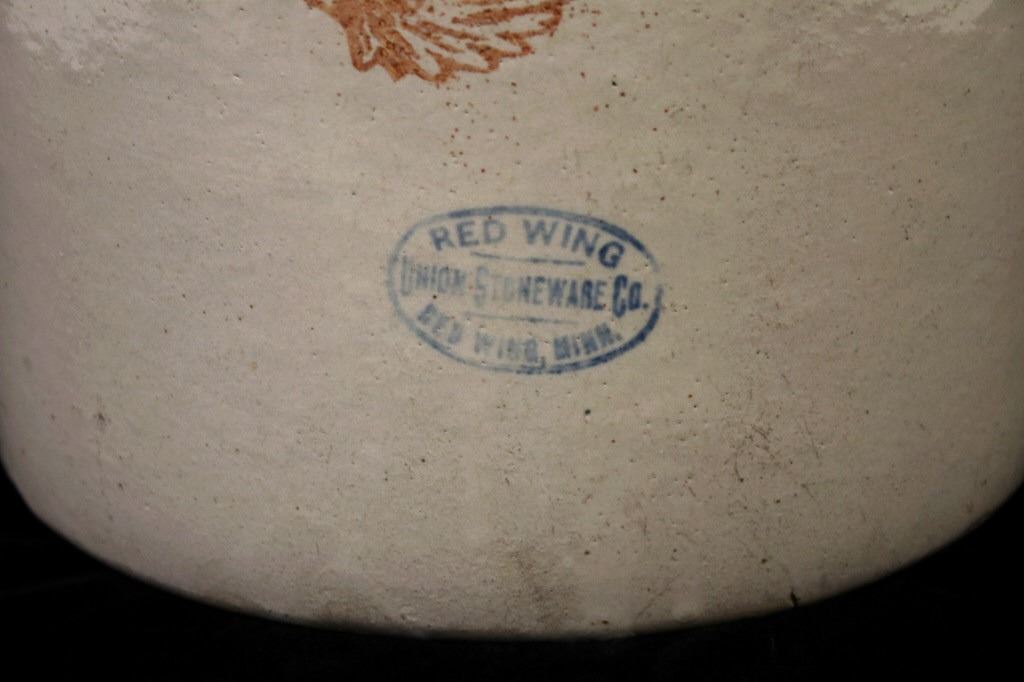 RED WING
UNION STONEWARE CO.
RED WING, MINN.